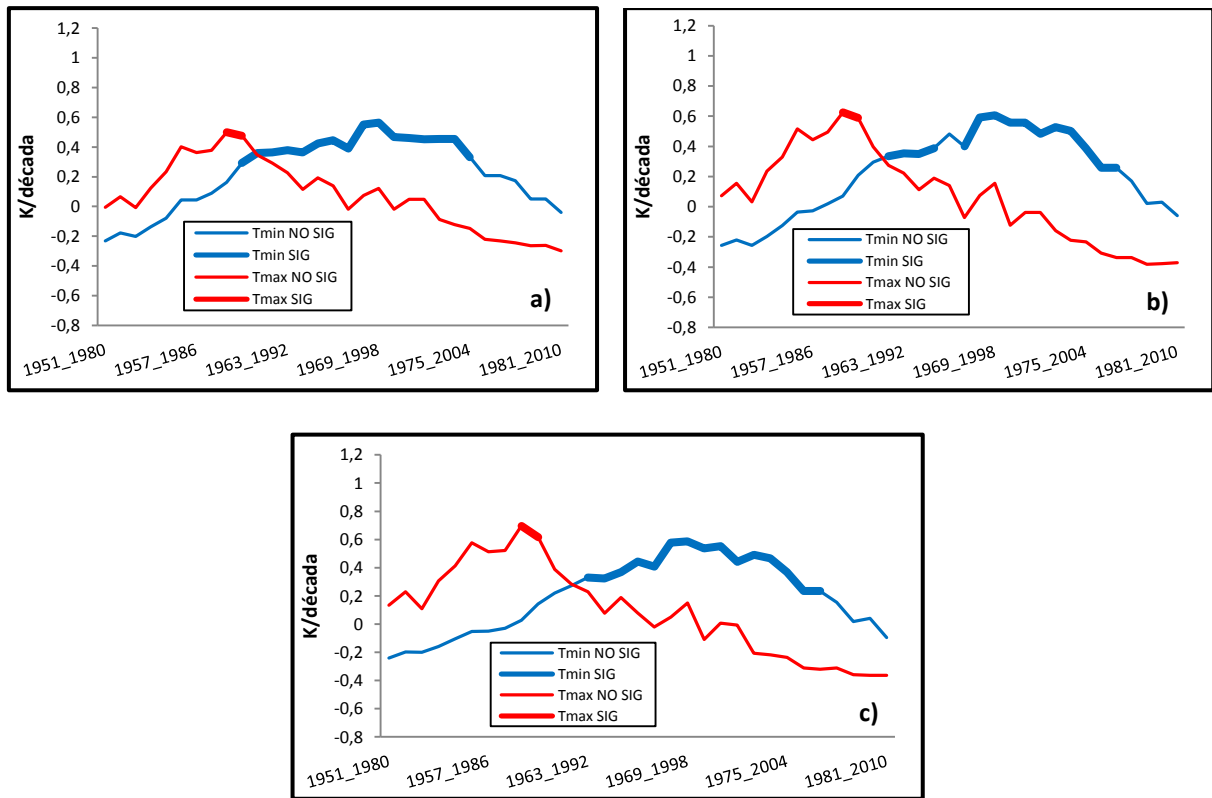 1,2
1
0,8
0,6
0,4
0,2
0
-0,2
-0,4
-0,6
-0,8
K/década
Tmin NO SIG
Tmin SIG
Tmax NO SIG
Tmax SIG
a)
1951_1980
1957_1986
1963_1992
1969_1998
1975_2004
1981_2010
1,2
1
0,8
0,6
0,4
0,2
0
-0,2
-0,4
-0,6
-0,8
K/década
Tmin NO SIG
Tmin SIG
Tmax NO SIG
Tmax SIG
b)
1951_1980
1957_1986
1963_1992
1969_1998
1975_2004
1981_2010
1,2
1
0,8
0,6
0,4
0,2
0
-0,2
-0,4
-0,6
-0,8
K/década
Tmin NO SIG
Tmin SIG
Tmax NO SIG
Tmax SIG
c)
1951_1980
1957_1986
1963_1992
1969_1998
1975_2004
1981_2010